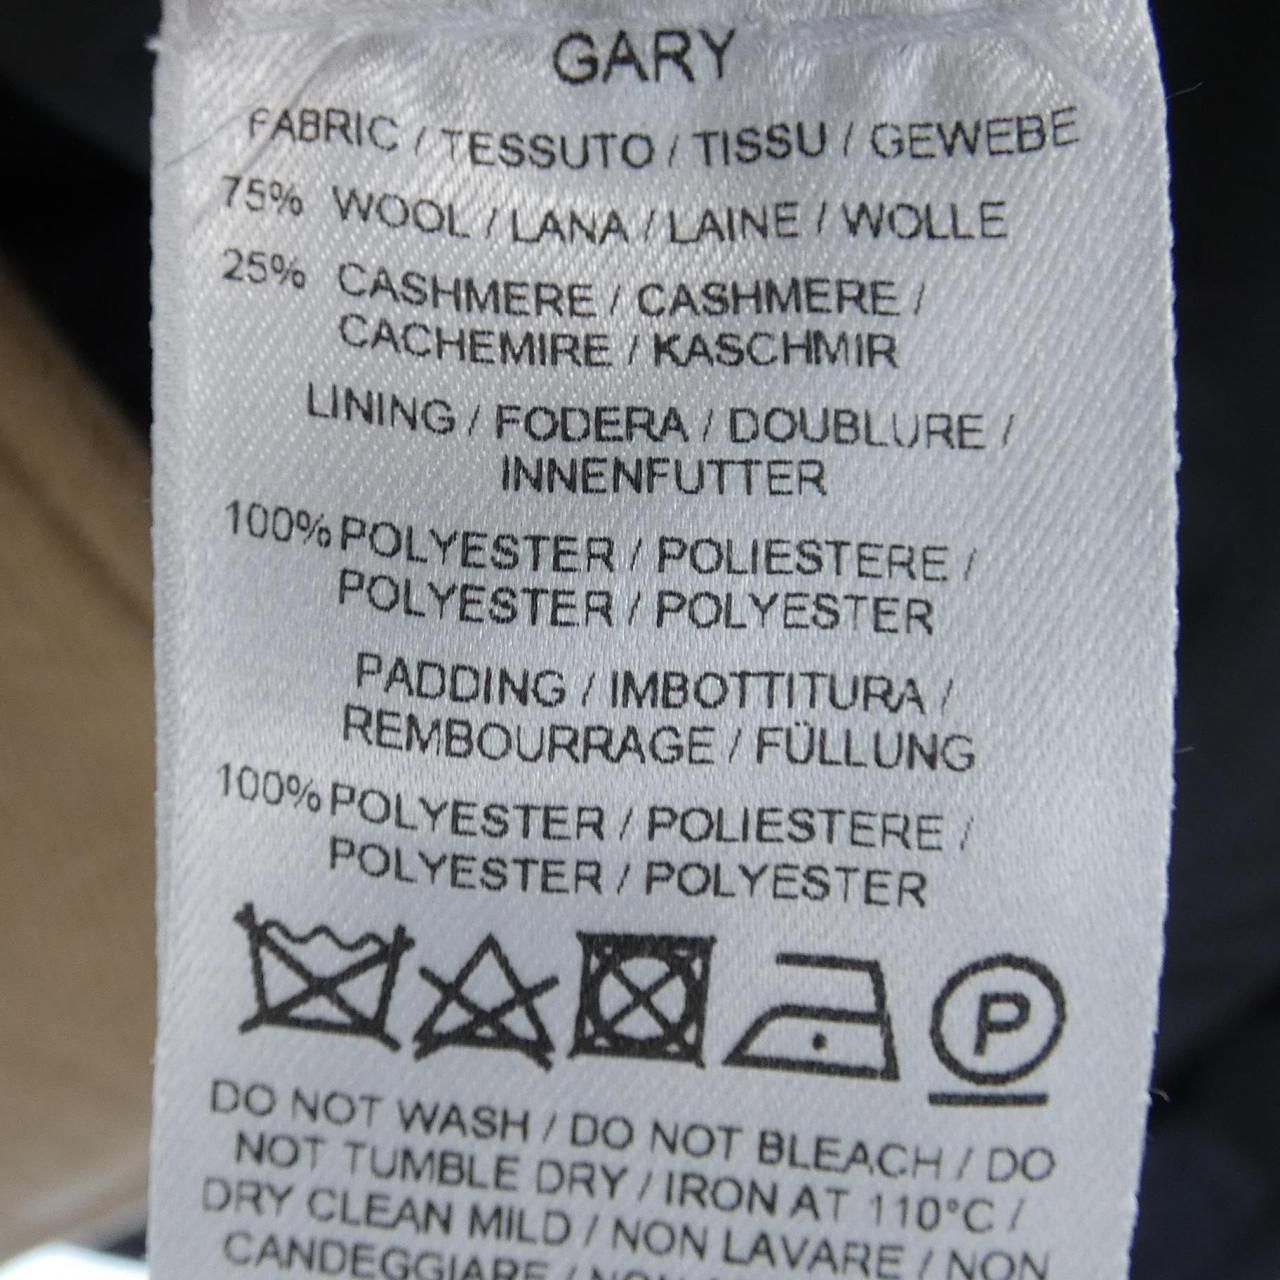 GARY
FABRIC / TESSUTO / TISSU / GEWEBE
75% WOOL / LANA / LAINE / WOLLE
25% CASHMERE / CASHMERE /
CACHEMIRE / KASCHMIR
LINING / FODERA / DOUBLURE /
INNENFUTTER
100% POLYESTER / POLIESTERE /
POLYESTER / POLYESTER
PADDING / IMBOTTITURA /
REMBOURRAGE / FÜLLUNG
100% POLYESTER / POLIESTERE /
POLYESTER / POLYESTER
P
DO NOT WASH / DO NOT BLEACH / DO
NOT TUMBLE DRY / IRON AT 110°C /
DRY CLEAN MILD / NON LAVARE / NON
CANDEGGIARE /